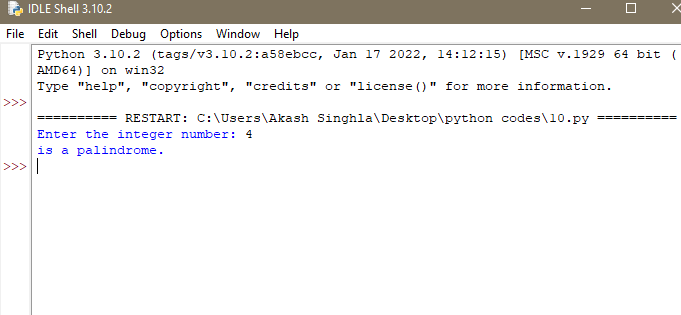 IDLE Shell 3.10.2
File Edit Shell Debug Options Window Help
Python 3.10.2 (tags/v3.10.2:a58ebcc, Jan 17 2022, 14:12:15) [MSC v.1929 64 bit (
AMD64)] on win32
Type "help", "copyright", "credits" or "license()" for more information.
>>>
========== RESTART: C:\Users\Akash Singhla\Desktop\python codes\10.py ==========
Enter the integer number: 4
is a palindrome.
>>>